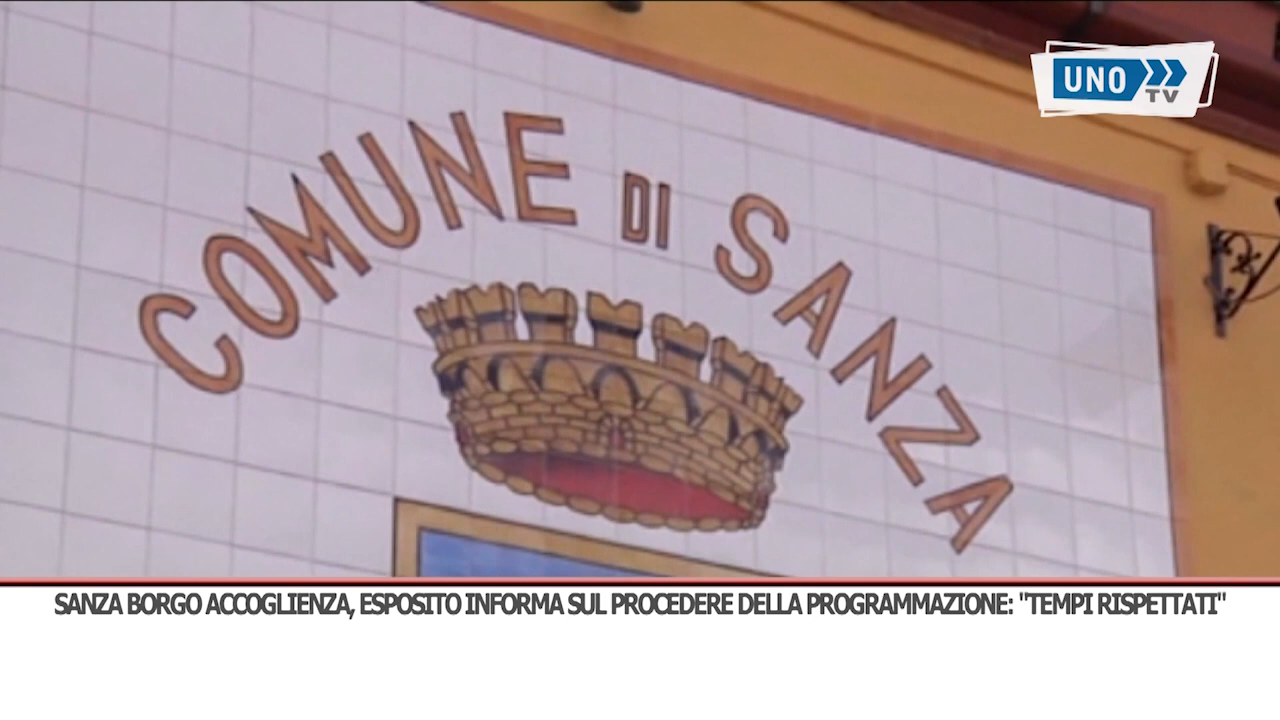 UNO
TV
COMUNE DI SANZA
SANZA BORGO ACCOGLIENZA, ESPOSITO INFORMA SUL PROCEDERE DELLA PROGRAMMAZIONE: "TEMPI RISPETTATI"